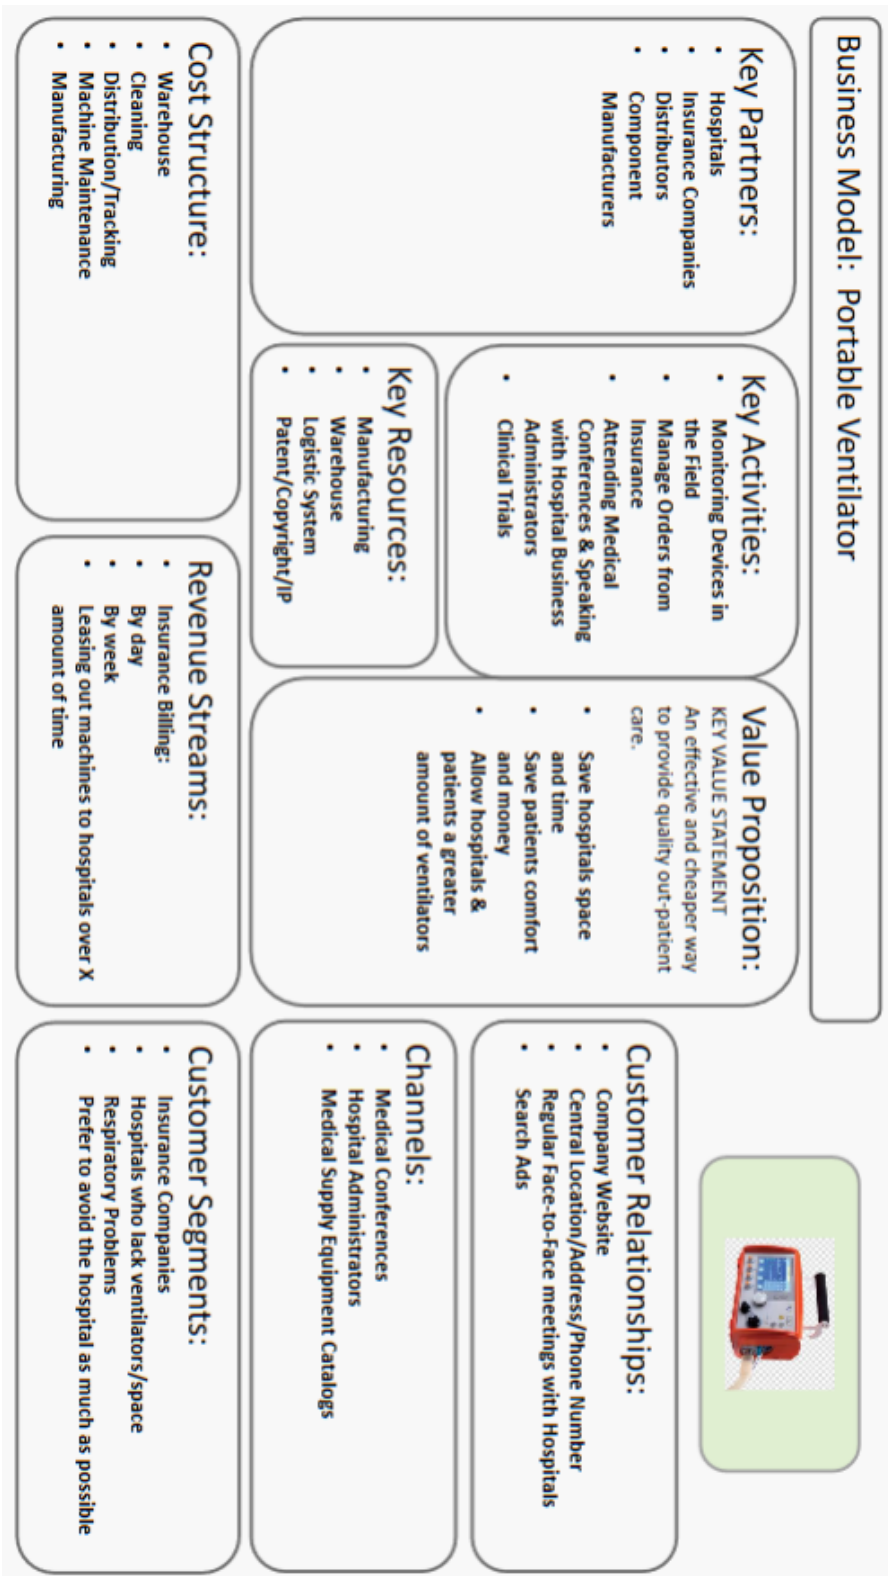 Business Model:  Portable Ventilator
Key Partners:
• Hospitals
• Insurance Companies
• Distributors
• Component
Manufacturers
Key Activities:
• Monitoring Devices in
the Field
• Manage Orders from
Insurance
• Attending Medical
Conferences & Speaking
with Hospital Business
Administrators
• Clinical Trials
Key Resources:
• Manufacturing
• Warehouse
• Logistic System
• Patent/Copyright/IP
Value Proposition:
KEY VALUE STATEMENT
An effective and cheaper way
to provide quality out-patient
care.
• Save hospitals space
and time
• Save patients comfort
and money
• Allow hospitals &
patients a greater
amount of ventilators
Customer Relationships:
• Company Website
• Central Location/Address/Phone Number
• Regular Face-to-Face meetings with Hospitals
• Search Ads
Channels:
• Medical Conferences
• Hospital Administrators
• Medical Supply Equipment Catalogs
Cost Structure:
• Warehouse
• Cleaning
• Distribution/Tracking
• Machine Maintenance
• Manufacturing
Revenue Streams:
• Insurance Billing:
• By day
• By week
• Leasing out machines to hospitals over X
amount of time
Customer Segments:
• Insurance Companies
• Hospitals who lack ventilators/space
• Respiratory Problems
• Prefer to avoid the hospital as much as possible